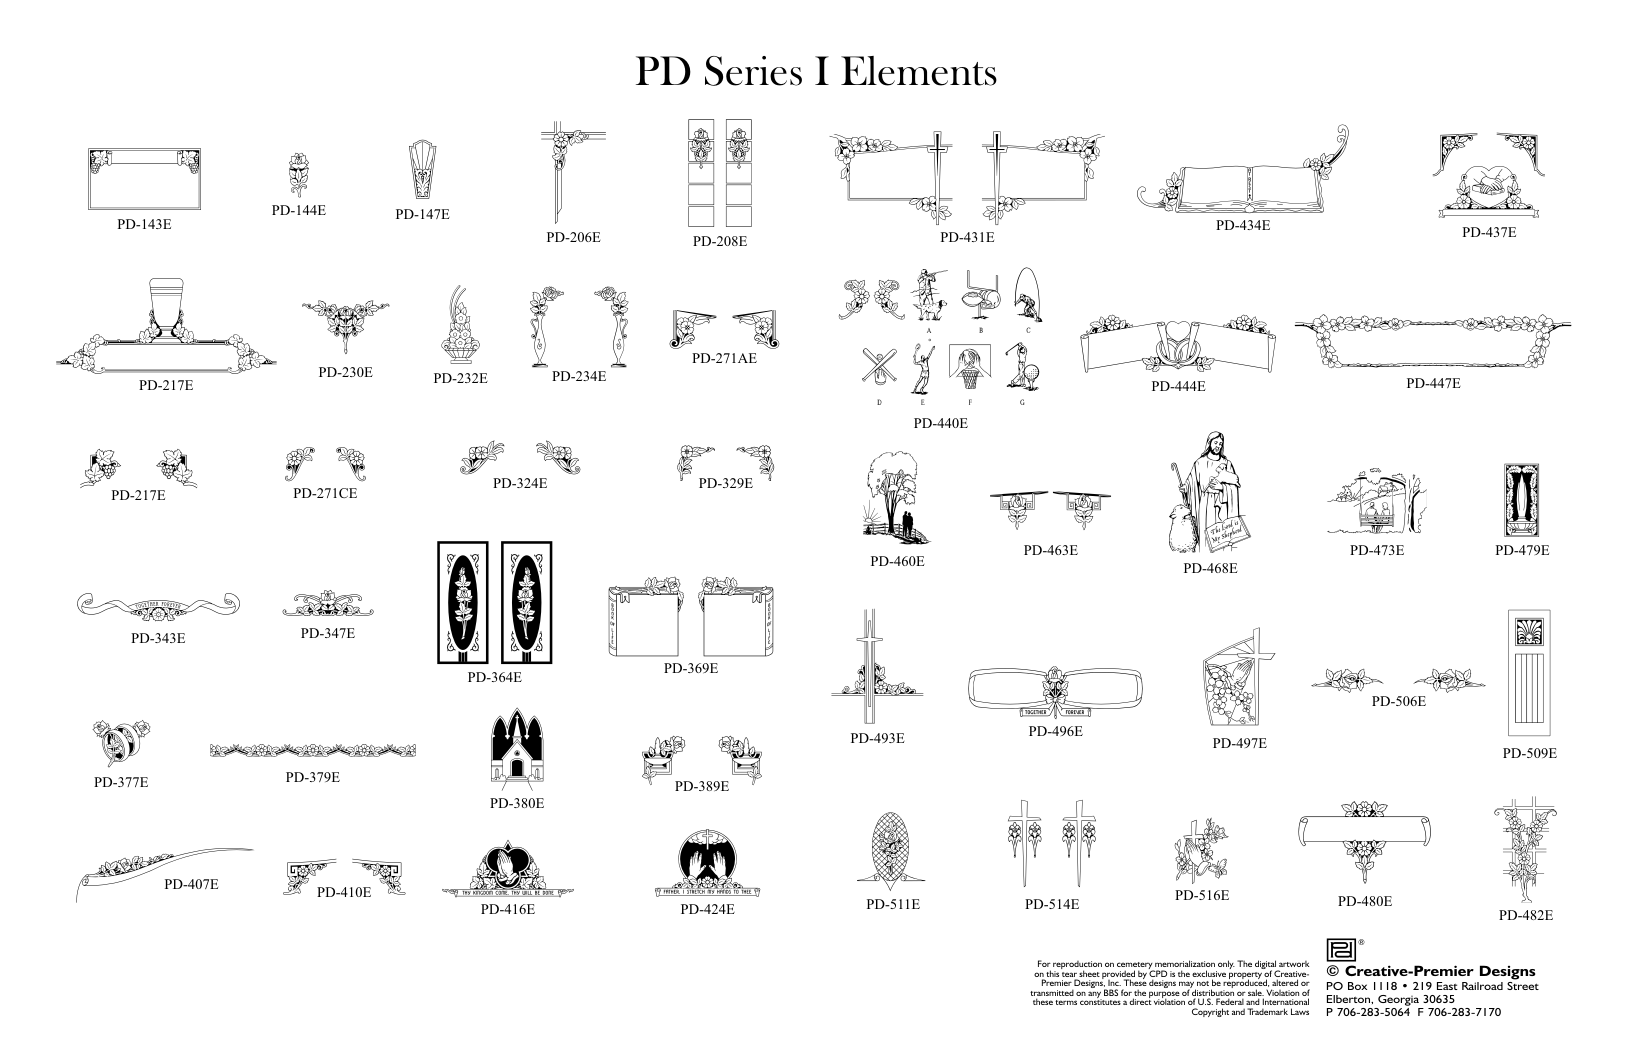 PD Series I Elements
PD-143E
PD-144E
PD-147E
PD-206E
PD-208E
PD-431E
PD-434E
PD-437E
PD-217E
PD-230E
PD-232E
PD-234E
PD-271AE
A
B
C
D
E
F
G
PD-440E
PD-444E
PD-447E
PD-217E
PD-271CE
PD-324E
PD-329E
PD-460E
PD-463E
The Lord is
My Shepherd
PD-468E
PD-473E
PD-479E
TOGETHER FOREVER
PD-343E
PD-347E
PD-364E
BOOK OF LIFE
BOOK OF LIFE
PD-369E
PD-493E
TOGETHER FOREVER
PD-496E
PD-497E
PD-506E
PD-509E
PD-377E
PD-379E
PD-380E
PD-389E
PD-407E
PD-410E
THY KINGDOM COME, THY WILL BE DONE
PD-416E
FATHER, I STRETCH MY HANDS TO THEE
PD-424E
PD-511E
PD-514E
PD-516E
PD-480E
PD-482E
For reproduction on cemetery memorialization only. The digital artwork
on this tear sheet provided by CPD is the exclusive property of Creative-
Premier Designs, Inc. These designs may not be reproduced, altered or
transmitted on any BBS for the purpose of distribution or sale. Violation of
these terms constitutes a direct violation of U.S. Federal and International
Copyright and Trademark Laws
®
© Creative-Premier Designs
PO Box 1118 • 219 East Railroad Street
Elberton, Georgia 30635
P 706-283-5064 F 706-283-7170